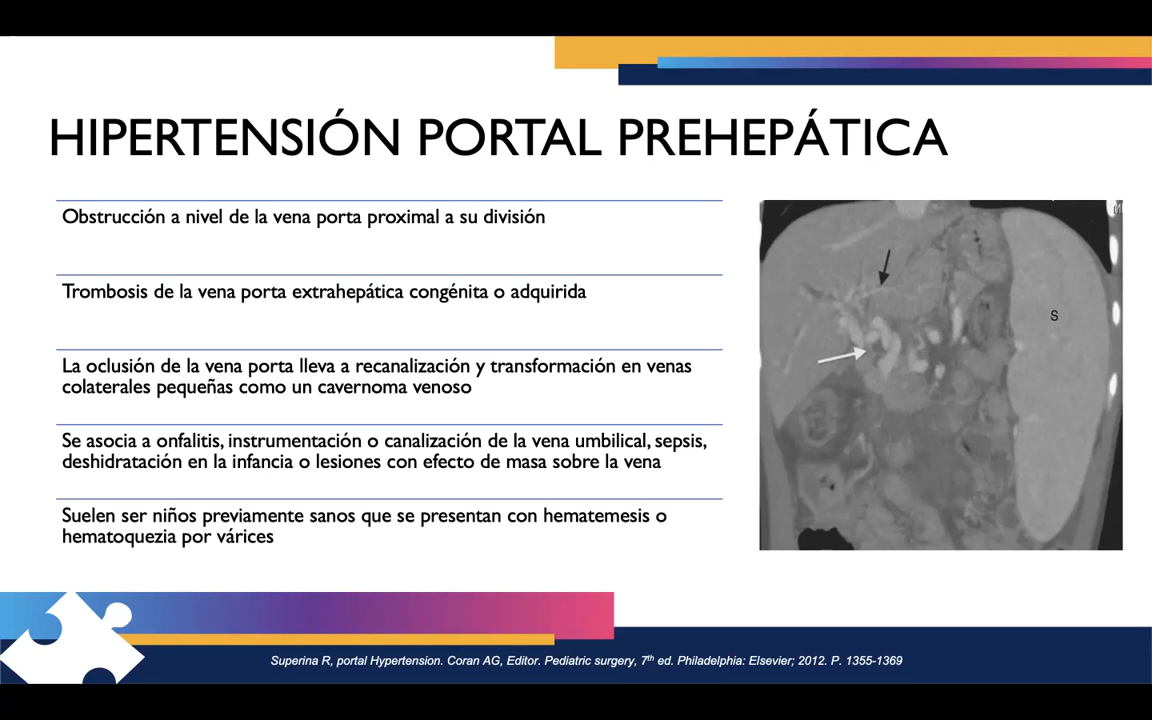 HIPERTENSIÓN PORTAL PREHEPÁTICA
Obstrucción a nivel de la vena porta proximal a su división
Trombosis de la vena porta extrahepática congénita o adquirida
La oclusión de la vena porta lleva a recanalización y transformación en venas
colaterales pequeñas como un cavernoma venoso
Se asocia a onfalitis, instrumentación o canalización de la vena umbilical, sepsis,
deshidratación en la infancia o lesiones con efecto de masa sobre la vena
Suelen ser niños previamente sanos que se presentan con hematemesis o
hematoquezia por várices
S
Superina R, portal Hypertension. Coran AG, Editor. Pediatric surgery, 7th ed. Philadelphia: Elsevier; 2012. P. 1355-1369